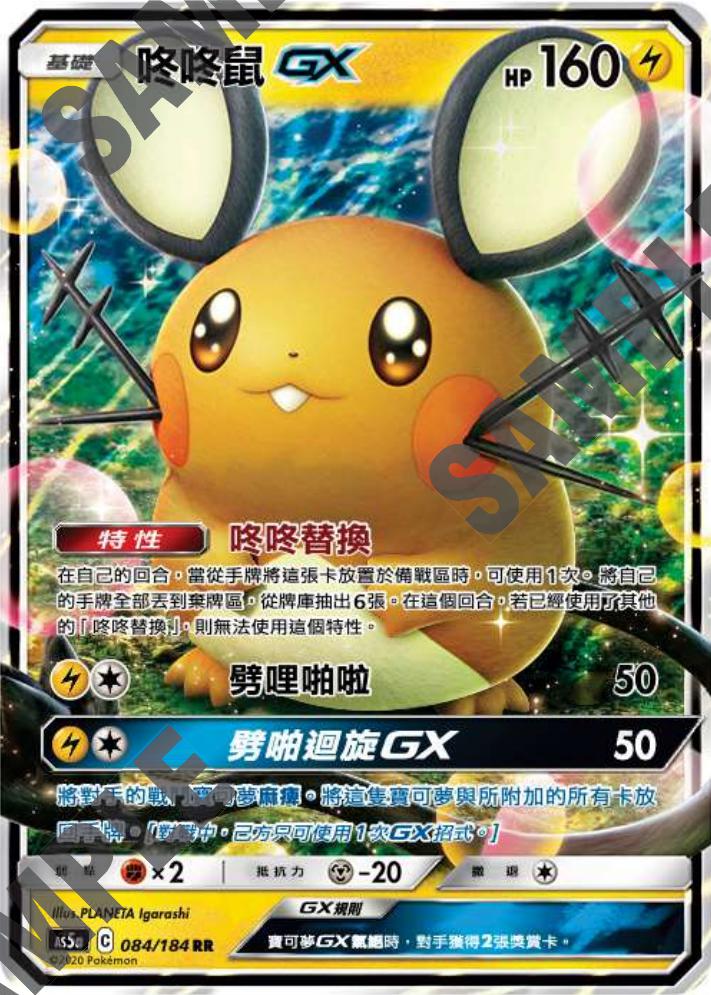 基礎 咚咚鼠 GX HP 160
特性 咚咚替換
在自己的回合，當從手牌將這張卡放置於備戰區時，可使用1次。將自己
的手牌全部丟到棄牌區，從牌庫抽出6張。在這個回合，若已經使用了其他
的「咚咚替換」，則無法使用這個特性。
劈哩啪啦 50
劈啪迴旋GX 50
將對手的戰鬥寶可夢麻痺。將這隻寶可夢與所附加的所有卡放
回手牌。[對戰中，己方只可使用1次GX招式。]
弱點 ×2 抵抗力 -20 撤退
Illus.PLANETA Igarashi GX規則
AS5a C 084/184 RR 寶可夢GX氣絕時，對手獲得2張獎賞卡。
©2020 Pokémon
SAMPLE
SAMPLE
SAMPLE